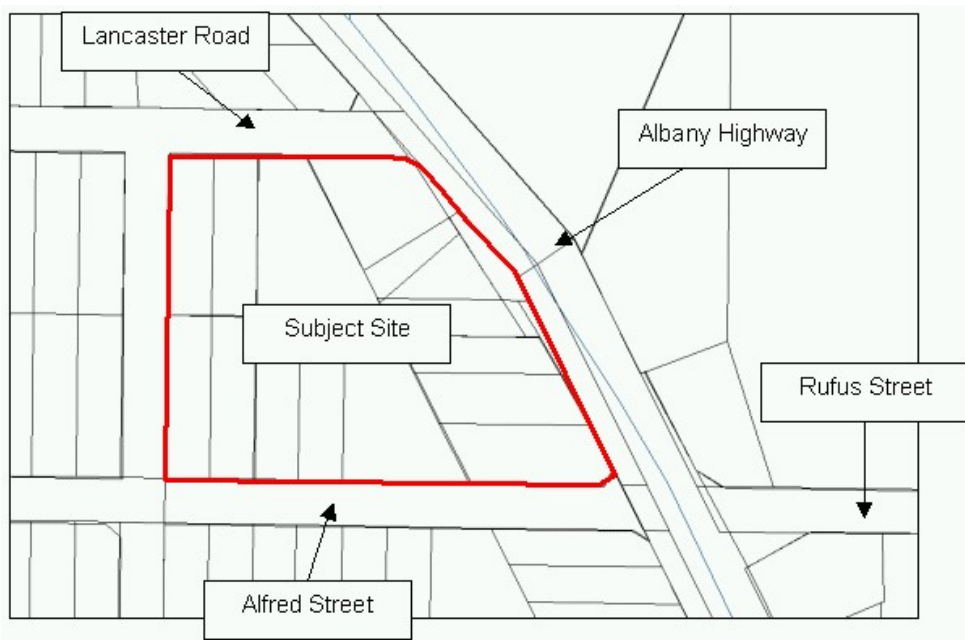 Lancaster Road
Albany Highway
Subject Site
Rufus Street
Alfred Street